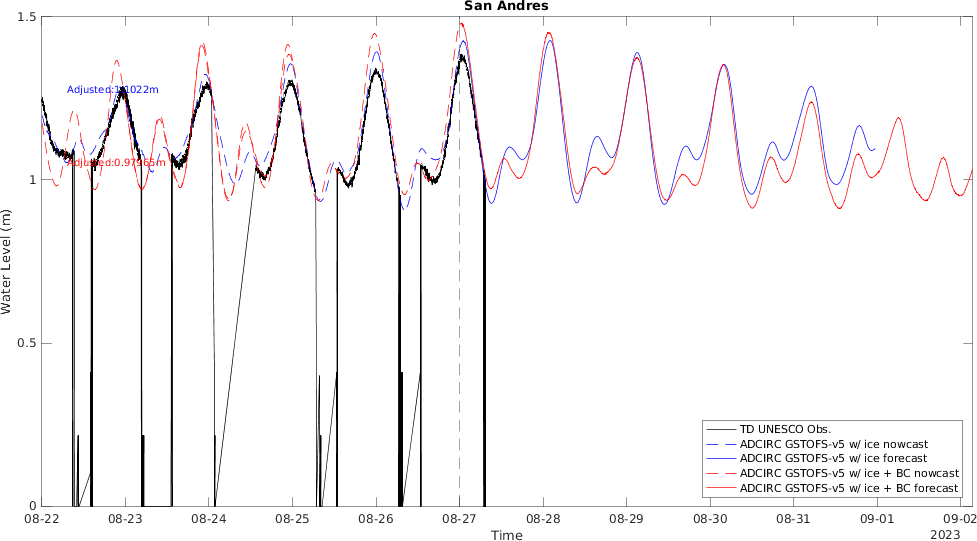 San Andres
1.5
1
0.5
0
Water Level (m)
Adjusted:1.1022m
TD UNESCO Obs.
ADCIRC GSTOFS-v5 w/ ice nowcast
ADCIRC GSTOFS-v5 w/ ice forecast
ADCIRC GSTOFS-v5 w/ ice + BC nowcast
ADCIRC GSTOFS-v5 w/ ice + BC forecast
08-22 08-23 08-24 08-25 08-26 08-27 08-28 08-29 08-30 08-31 09-01 09-02
Time
2023